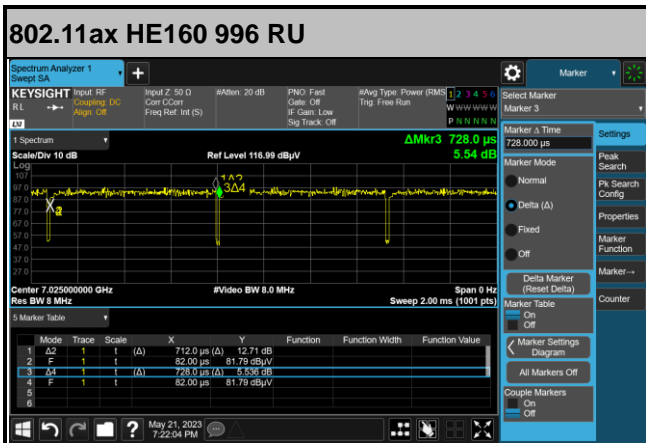 802.11ax HE160 996 RU
Spectrum Analyzer 1
Swept SA
+
Marker
KEYSIGHT Input: RF Input Z: 50 Ω #Atten: 20 dB PNO: Fast #Avg Type: Power (RMS 1 2 3 4 5 6
RL Coupling: DC Corr CCorr Gate: Off Trig: Free Run
Align: Off Freq Ref: Int (S) IF Gain: Low W W W W W W
LXI Sig Track: Off P N N N N N
Select Marker
Marker 3
1 Spectrum
ΔMkr3 728.0 µs
Scale/Div 10 dB Ref Level 116.99 dBµV 5.54 dB
Log
107
97.0
87.0
77.0
67.0
57.0
47.0
37.0
27.0
1Δ2
3Δ4
Center 7.025000000 GHz #Video BW 8.0 MHz Span 0 Hz
Res BW 8 MHz Sweep 2.00 ms (1001 pts)
5 Marker Table
Mode Trace Scale X Y Function Function Width Function Value
1 Δ2 1 t (Δ) 712.0 µs (Δ) 12.71 dB
2 F 1 t 82.00 µs 81.79 dBµV
3 Δ4 1 t (Δ) 728.0 µs (Δ) 5.536 dB
4 F 1 t 82.00 µs 81.79 dBµV
5
6
Marker Δ Time
728.000 µs
Marker Mode
Normal
Delta (Δ)
Fixed
Off
Delta Marker
(Reset Delta)
Marker Table
On
Off
Marker Settings
Diagram
All Markers Off
Couple Markers
On
Off
Settings
Peak
Search
Pk Search
Config
Properties
Marker
Function
Marker→
Counter
?
May 21, 2023
7:22:04 PM